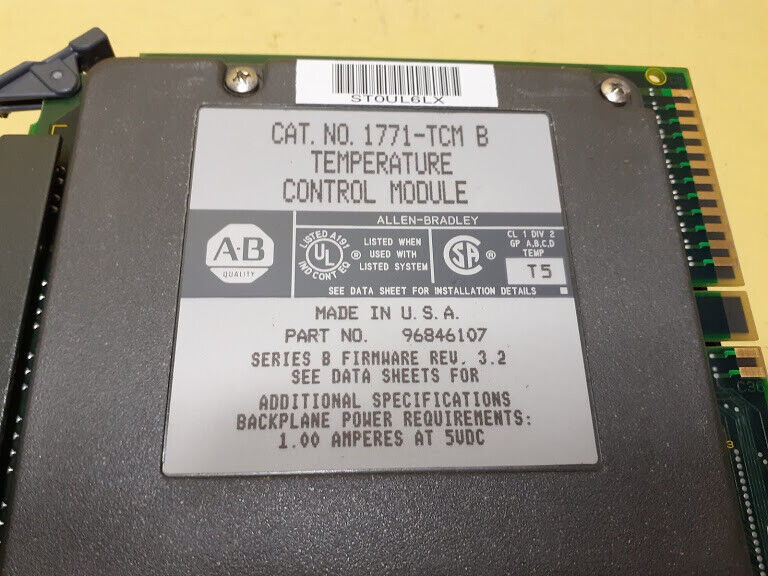 ST0UL6LX
CAT. NO. 1771-TCM B
TEMPERATURE
CONTROL MODULE
ALLEN-BRADLEY
A-B
QUALITY
LISTED A191
UL ®
IND CONT EQ
LISTED WHEN
USED WITH
LISTED SYSTEM
SA ®
CL 1 DIV 2
GP A,B,C,D
TEMP
T5
SEE DATA SHEET FOR INSTALLATION DETAILS
MADE IN U.S.A.
PART NO. 96846107
SERIES B FIRMWARE REV. 3.2
SEE DATA SHEETS FOR
ADDITIONAL SPECIFICATIONS
BACKPLANE POWER REQUIREMENTS:
1.00 AMPERES AT 5VDC
3